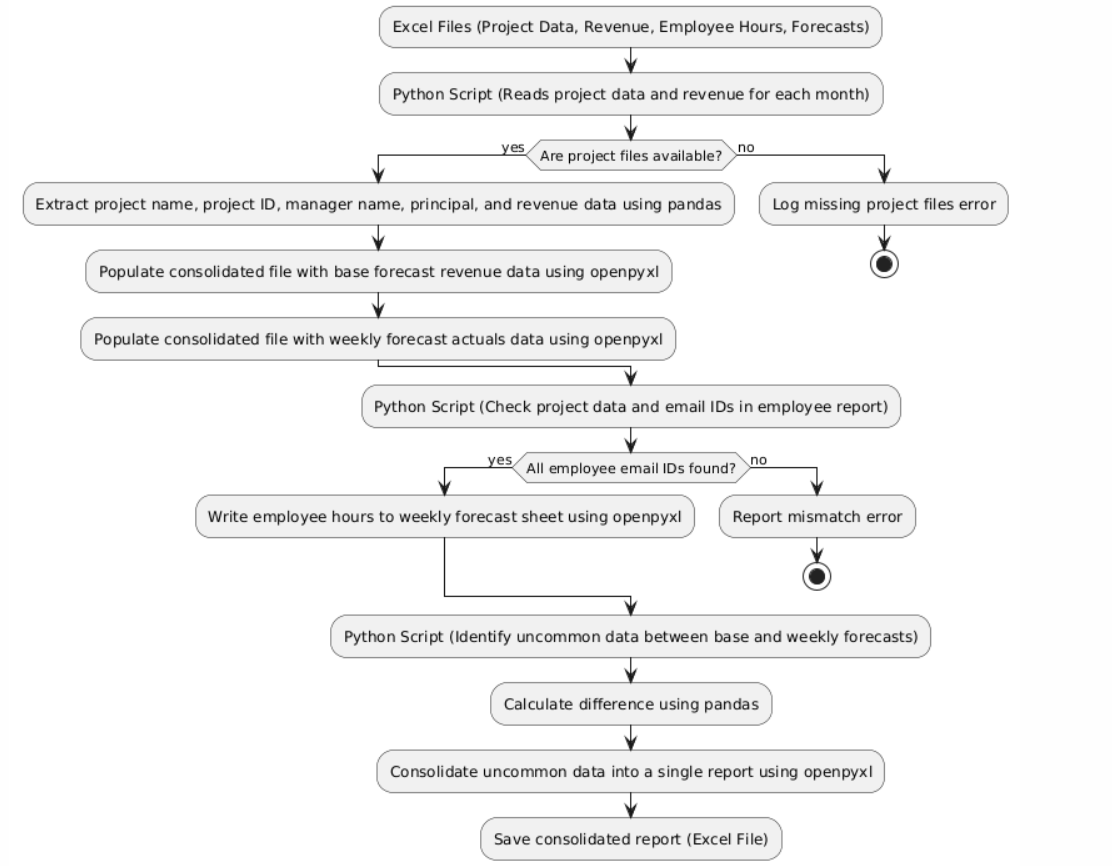 Excel Files (Project Data, Revenue, Employee Hours, Forecasts)
Python Script (Reads project data and revenue for each month)
yes
Are project files available?
no
Extract project name, project ID, manager name, principal, and revenue data using pandas
Log missing project files error
Populate consolidated file with base forecast revenue data using openpyxl
Populate consolidated file with weekly forecast actuals data using openpyxl
Python Script (Check project data and email IDs in employee report)
yes
All employee email IDs found?
no
Write employee hours to weekly forecast sheet using openpyxl
Report mismatch error
Python Script (Identify uncommon data between base and weekly forecasts)
Calculate difference using pandas
Consolidate uncommon data into a single report using openpyxl
Save consolidated report (Excel File)